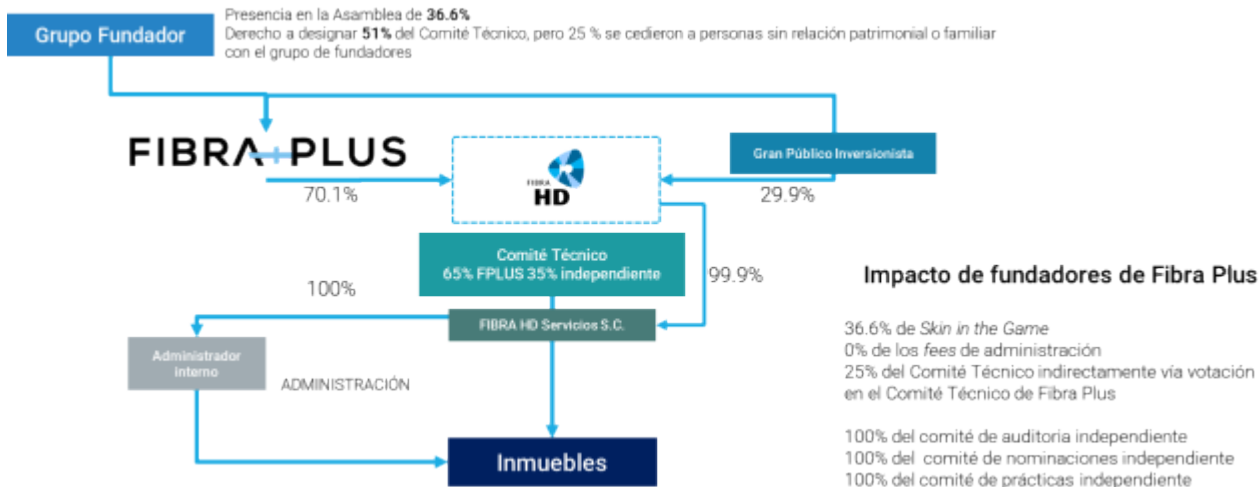 Grupo Fundador
Presencia en la Asamblea de 36.6%
Derecho a designar 51% del Comité Técnico, pero 25 % se cedieron a personas sin relación patrimonial o familiar
con el grupo de fundadores
FIBRA PLUS
FIBRA
HD
Gran Público Inversionista
70.1%
29.9%
Comité Técnico
65% FPLUS 35% independiente
99.9%
100%
FIBRA HD Servicios S.C.
Administrador
interno
ADMINISTRACIÓN
Inmuebles
Impacto de fundadores de Fibra Plus
36.6% de Skin in the Game
0% de los fees de administración
25% del Comité Técnico indirectamente vía votación
en el Comité Técnico de Fibra Plus
100% del comité de auditoria independiente
100% del comité de nominaciones independiente
100% del comité de prácticas independiente